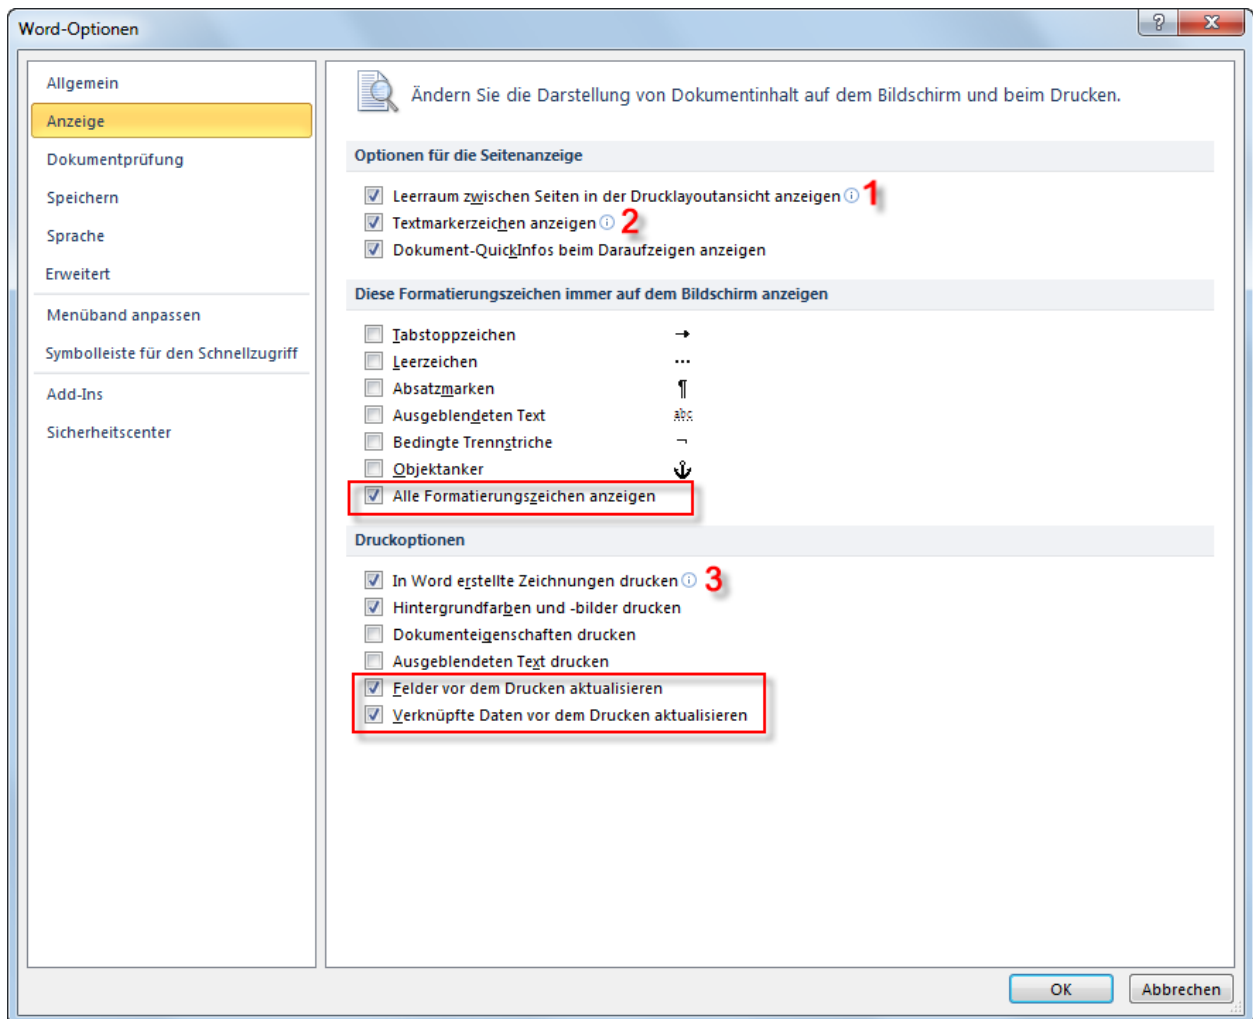 Word-Optionen
Allgemein
Anzeige
Dokumentprüfung
Speichern
Sprache
Erweitert
Menüband anpassen
Symbolleiste für den Schnellzugriff
Add-Ins
Sicherheitscenter
Ändern Sie die Darstellung von Dokumentinhalt auf dem Bildschirm und beim Drucken.
Optionen für die Seitenanzeige
Leerraum zwischen Seiten in der Drucklayoutansicht anzeigen 1
Textmarkerzeichen anzeigen 2
Dokument-QuickInfos beim Daraufzeigen anzeigen
Diese Formatierungszeichen immer auf dem Bildschirm anzeigen
Tabstoppzeichen →
Leerzeichen ...
Absatzmarken ¶
Ausgeblendeten Text abc
Bedingte Trennstriche ¬
Objektanker
Alle Formatierungszeichen anzeigen
Druckoptionen
In Word erstellte Zeichnungen drucken 3
Hintergrundfarben und -bilder drucken
Dokumenteigenschaften drucken
Ausgeblendeten Text drucken
Felder vor dem Drucken aktualisieren
Verknüpfte Daten vor dem Drucken aktualisieren
OK
Abbrechen